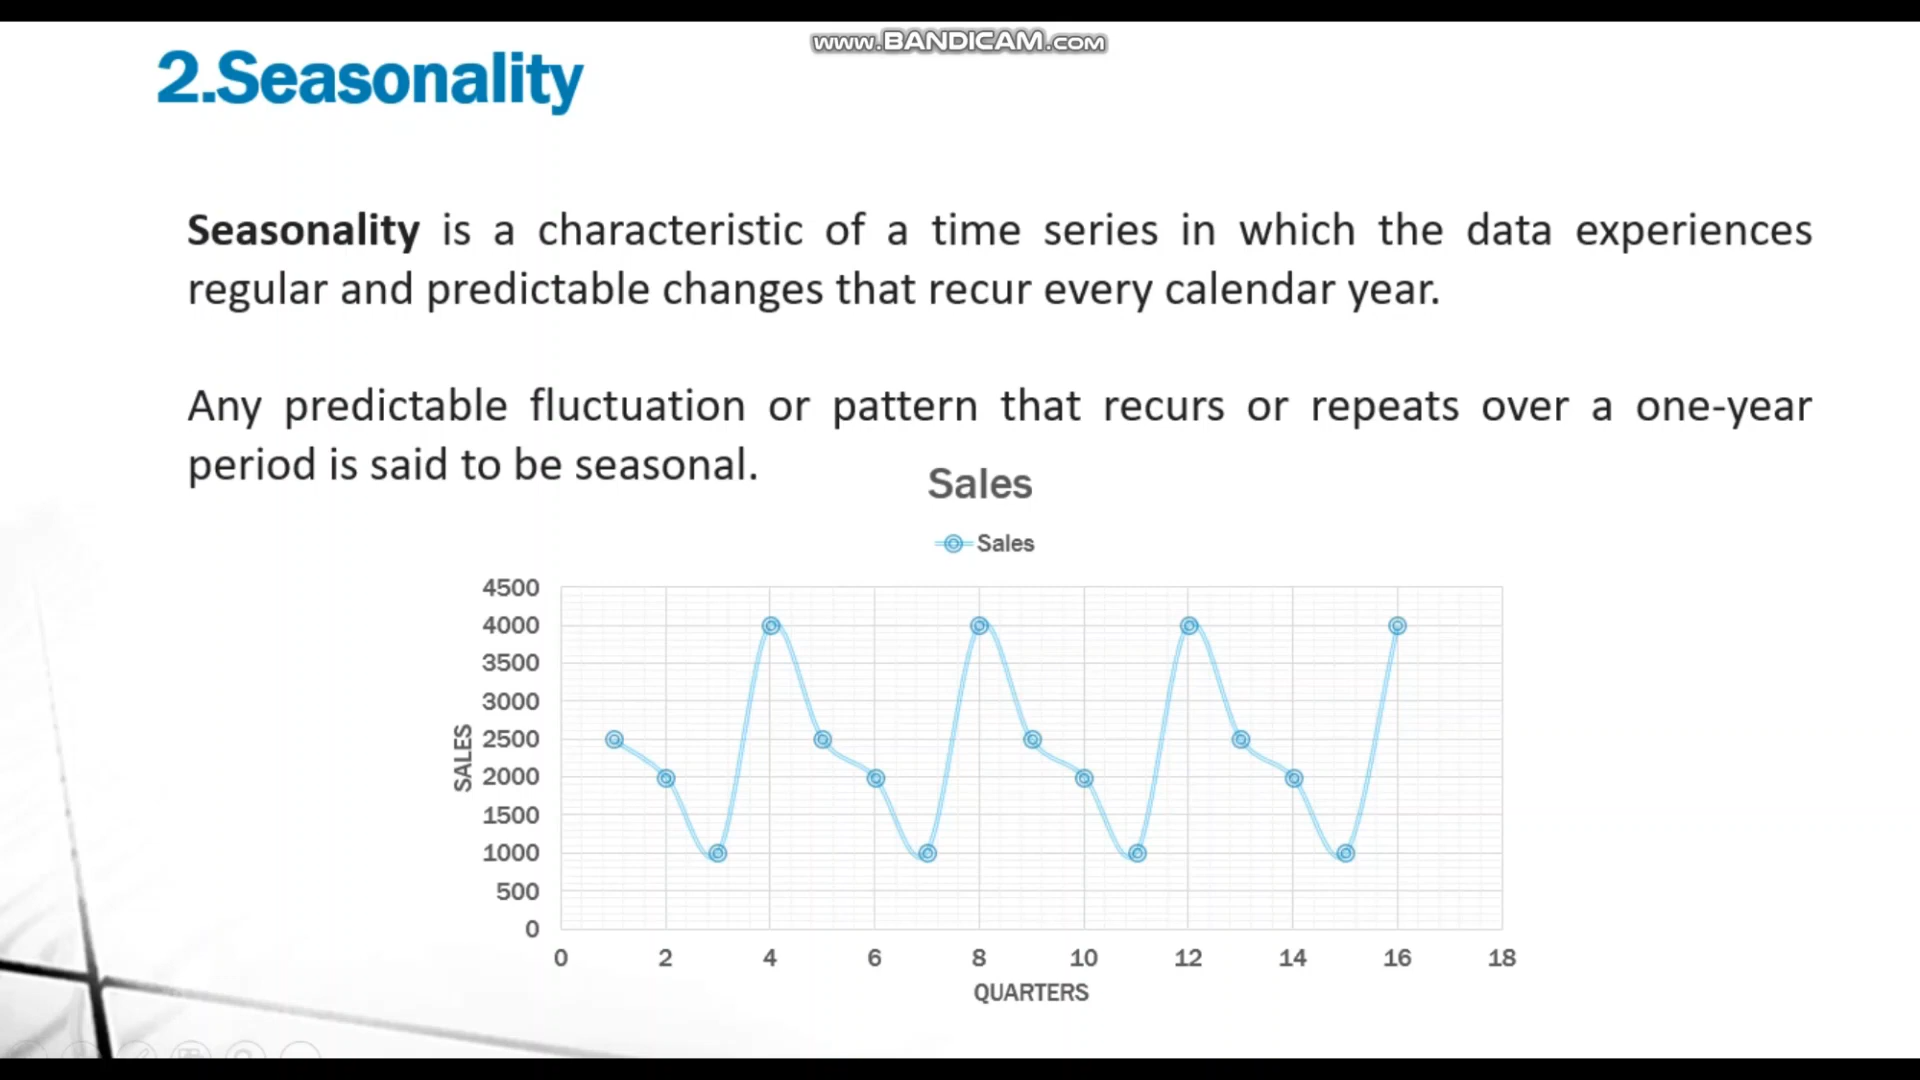 www.BANDICAM.com
2.Seasonality
Seasonality is a characteristic of a time series in which the data experiences
regular and predictable changes that recur every calendar year.
Any predictable fluctuation or pattern that recurs or repeats over a one-year
period is said to be seasonal.
Sales
Sales
4500
4000
3500
3000
2500
2000
1500
1000
500
0
SALES
0 2 4 6 8 10 12 14 16 18
QUARTERS